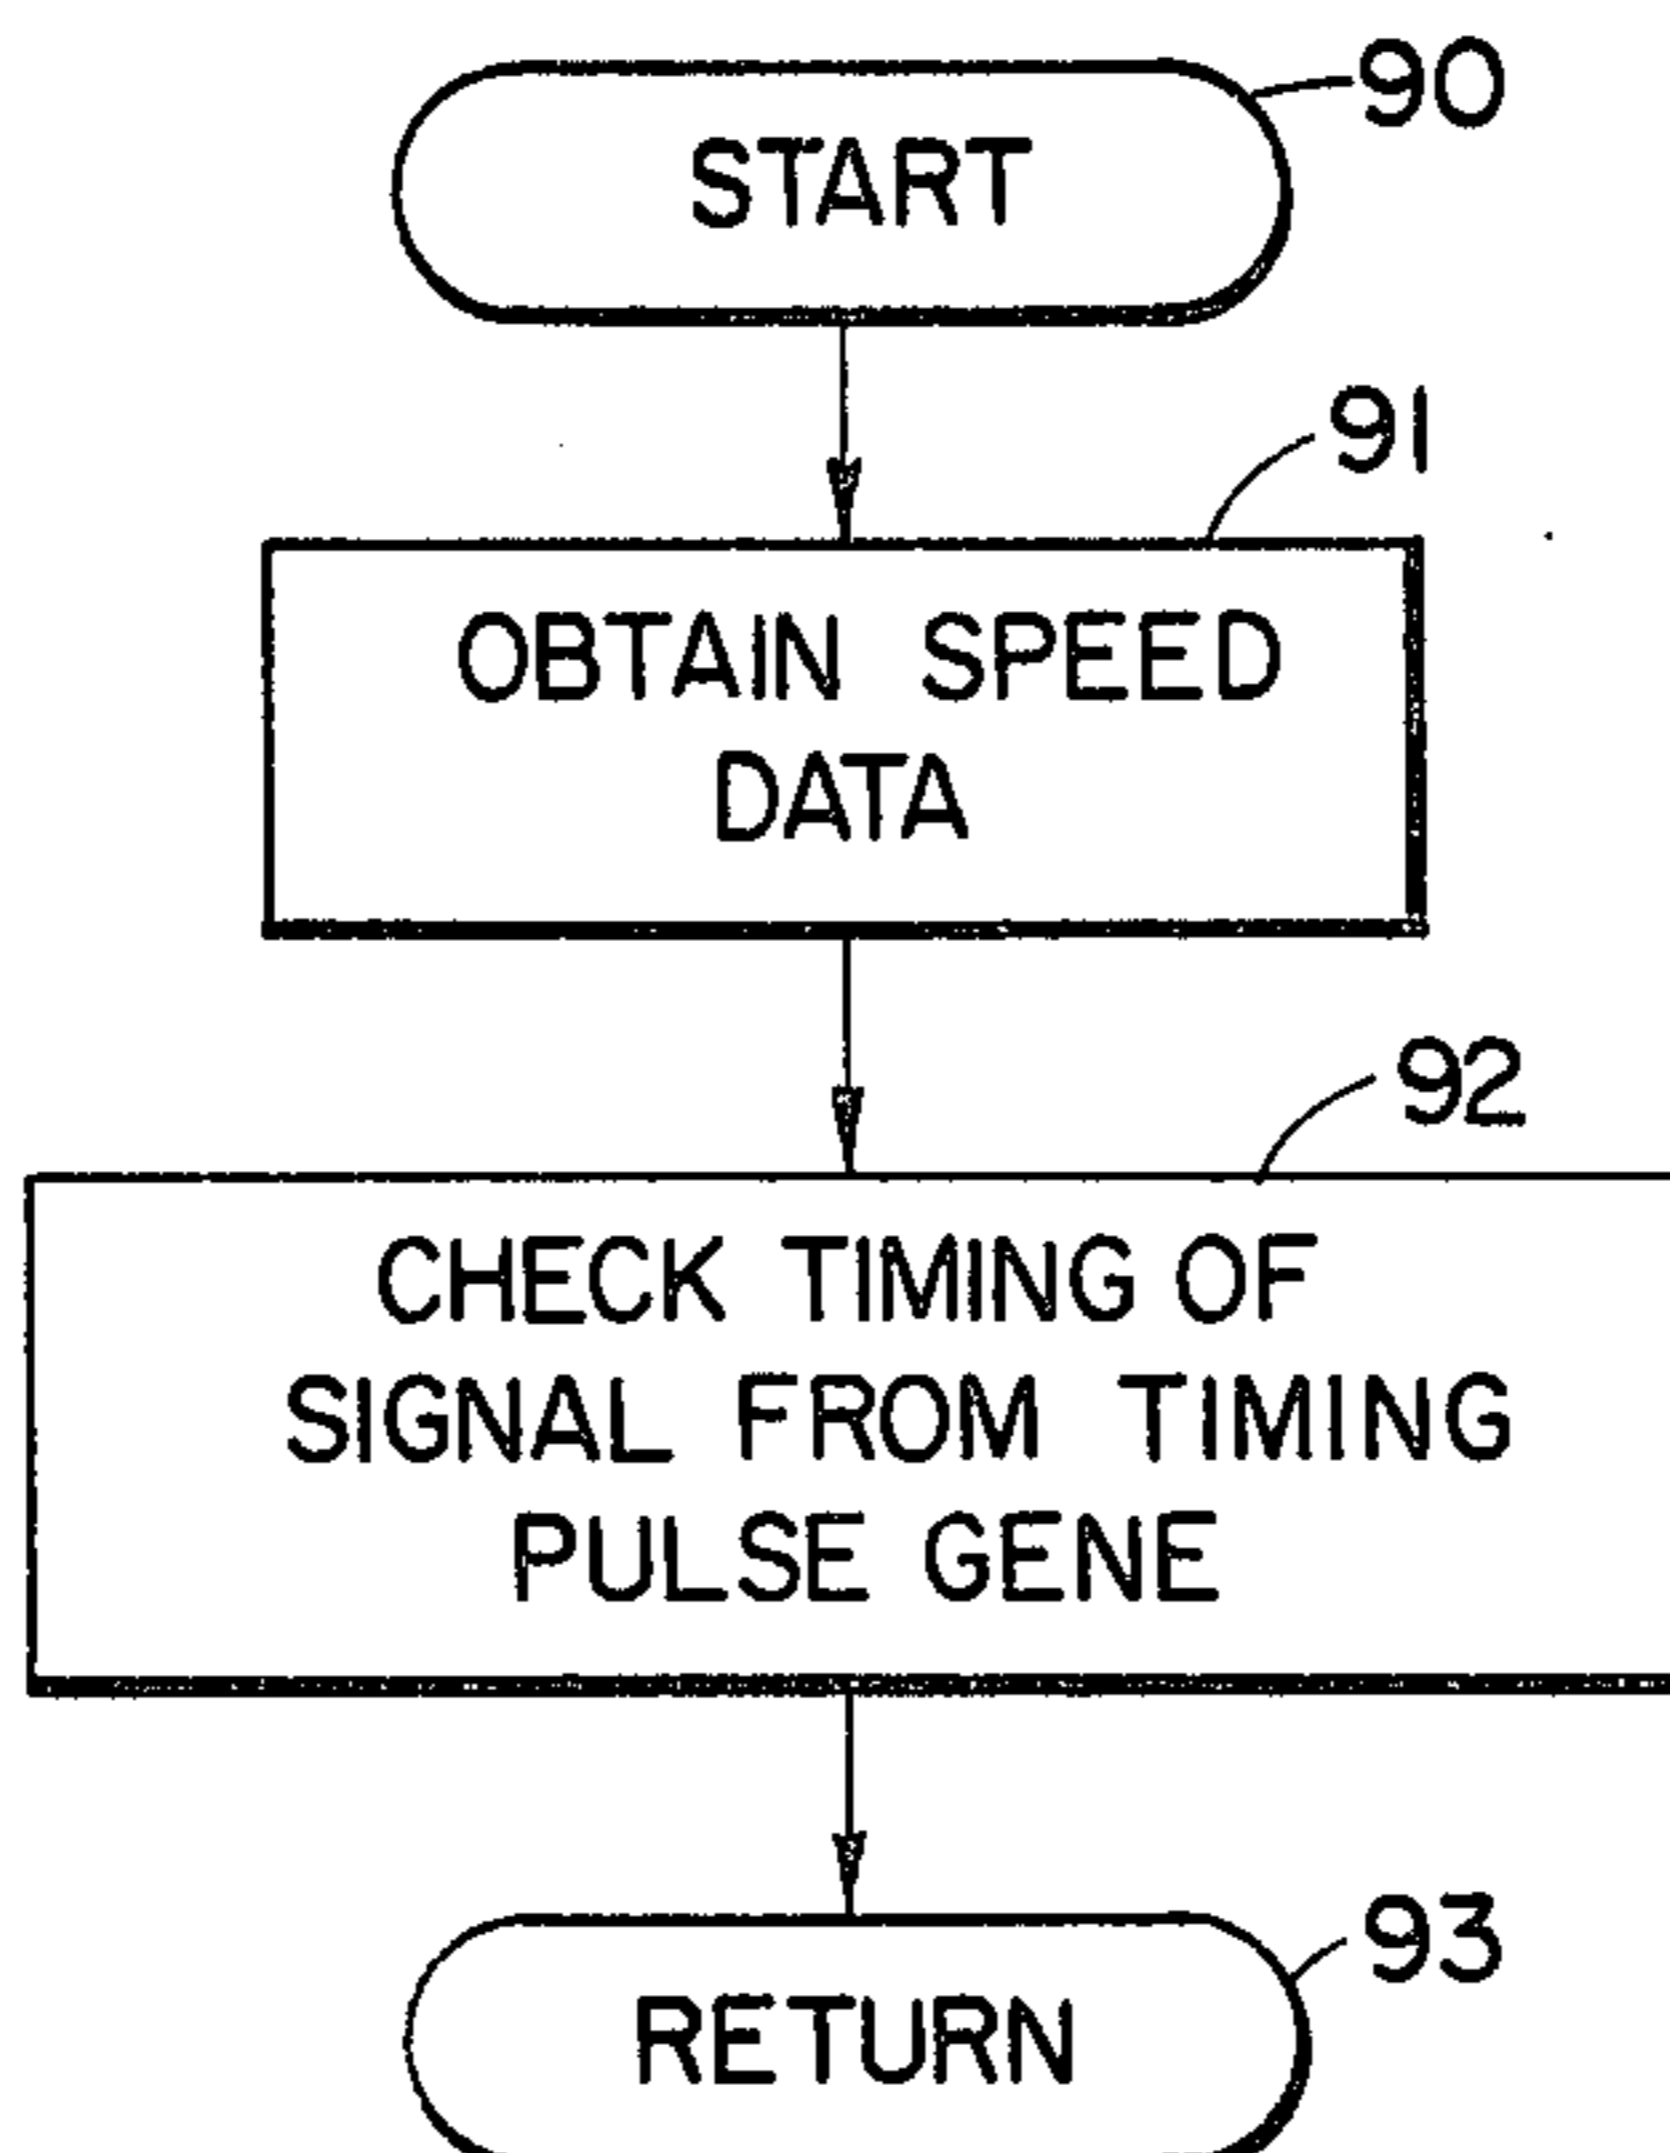 90
START
91
OBTAIN SPEED
DATA
92
CHECK TIMING OF
SIGNAL FROM TIMING
PULSE GENE
93
RETURN